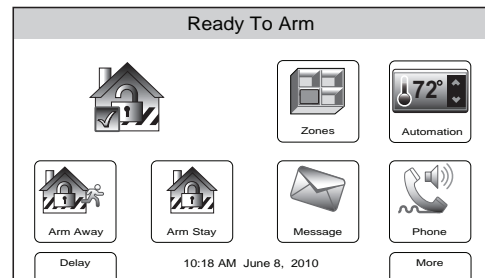 Ready To Arm
72°
Zones
Automation
Arm Away
Arm Stay
Message
Phone
Delay
10:18 AM June 8, 2010
More